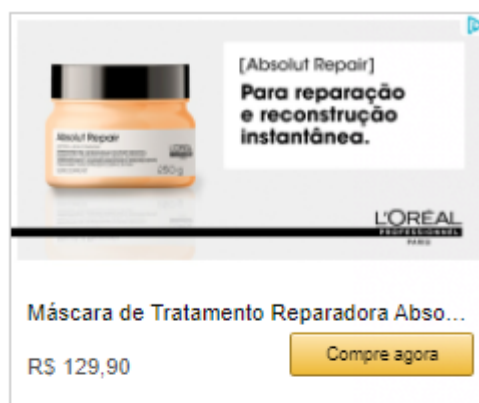 [Absolut Repair]
Para reparação
e reconstrução
instantânea.
Absolut Repair
L'ORÉAL
250 g
L'ORÉAL
PROFESSIONNEL
PARIS
Máscara de Tratamento Reparadora Abso...
R$ 129,90
Compre agora